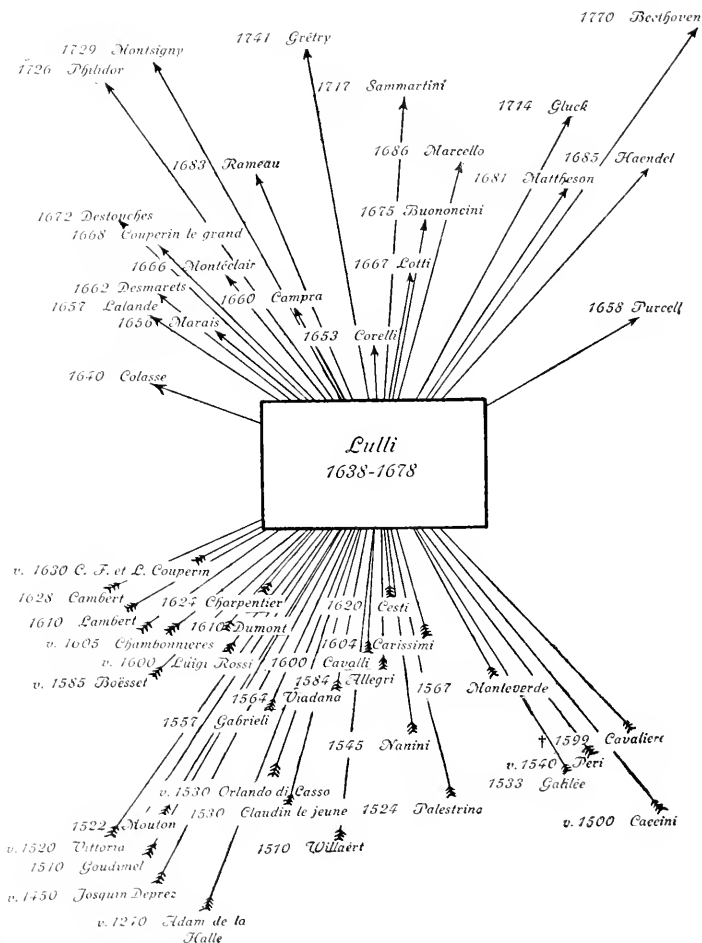 1770 Beethoven
1741 Grétry
1729 Montsigny
1726 Philidor
1717 Sammartini
1714 Gluck
1686 Marcello
1685 Haendel
1683 Rameau
1681 Mattheson
1675 Buononcini
1672 Destouches
1668 Couperin le grand
1667 Lotti
1666 Montéclair
1662 Desmarets
1660 Campra
1657 Lalande
1658 Purcell
1656 Marais
1653 Corelli
1640 Colasse
Lulli
1638-1678
v. 1630 C. F. et L. Couperin
1628 Cambert
1624 Charpentier
1620 Cesti
1610 Lambert
1610 Dumont
v. 1605 Chambonnieres
1604 Carissimi
v. 1600 Luigi Rossi
1600 Cavalli
v. 1585 Boësset
1584 Allegri
1567 Monteverde
1564 Viadana
1557 Gabrieli
† 1599 Cavaliere
1545 Nanini
v. 1540 Peri
1533 Galilée
v. 1530 Orlando di Casso
1530 Claudin le jeune
1524 Palestrina
v. 1500 Caccini
1522 Mouton
v. 1520 Vittoria
1510 Willaërt
1510 Goudimel
v. 1450 Josquin Deprez
v. 1240 Adam de la
Halle